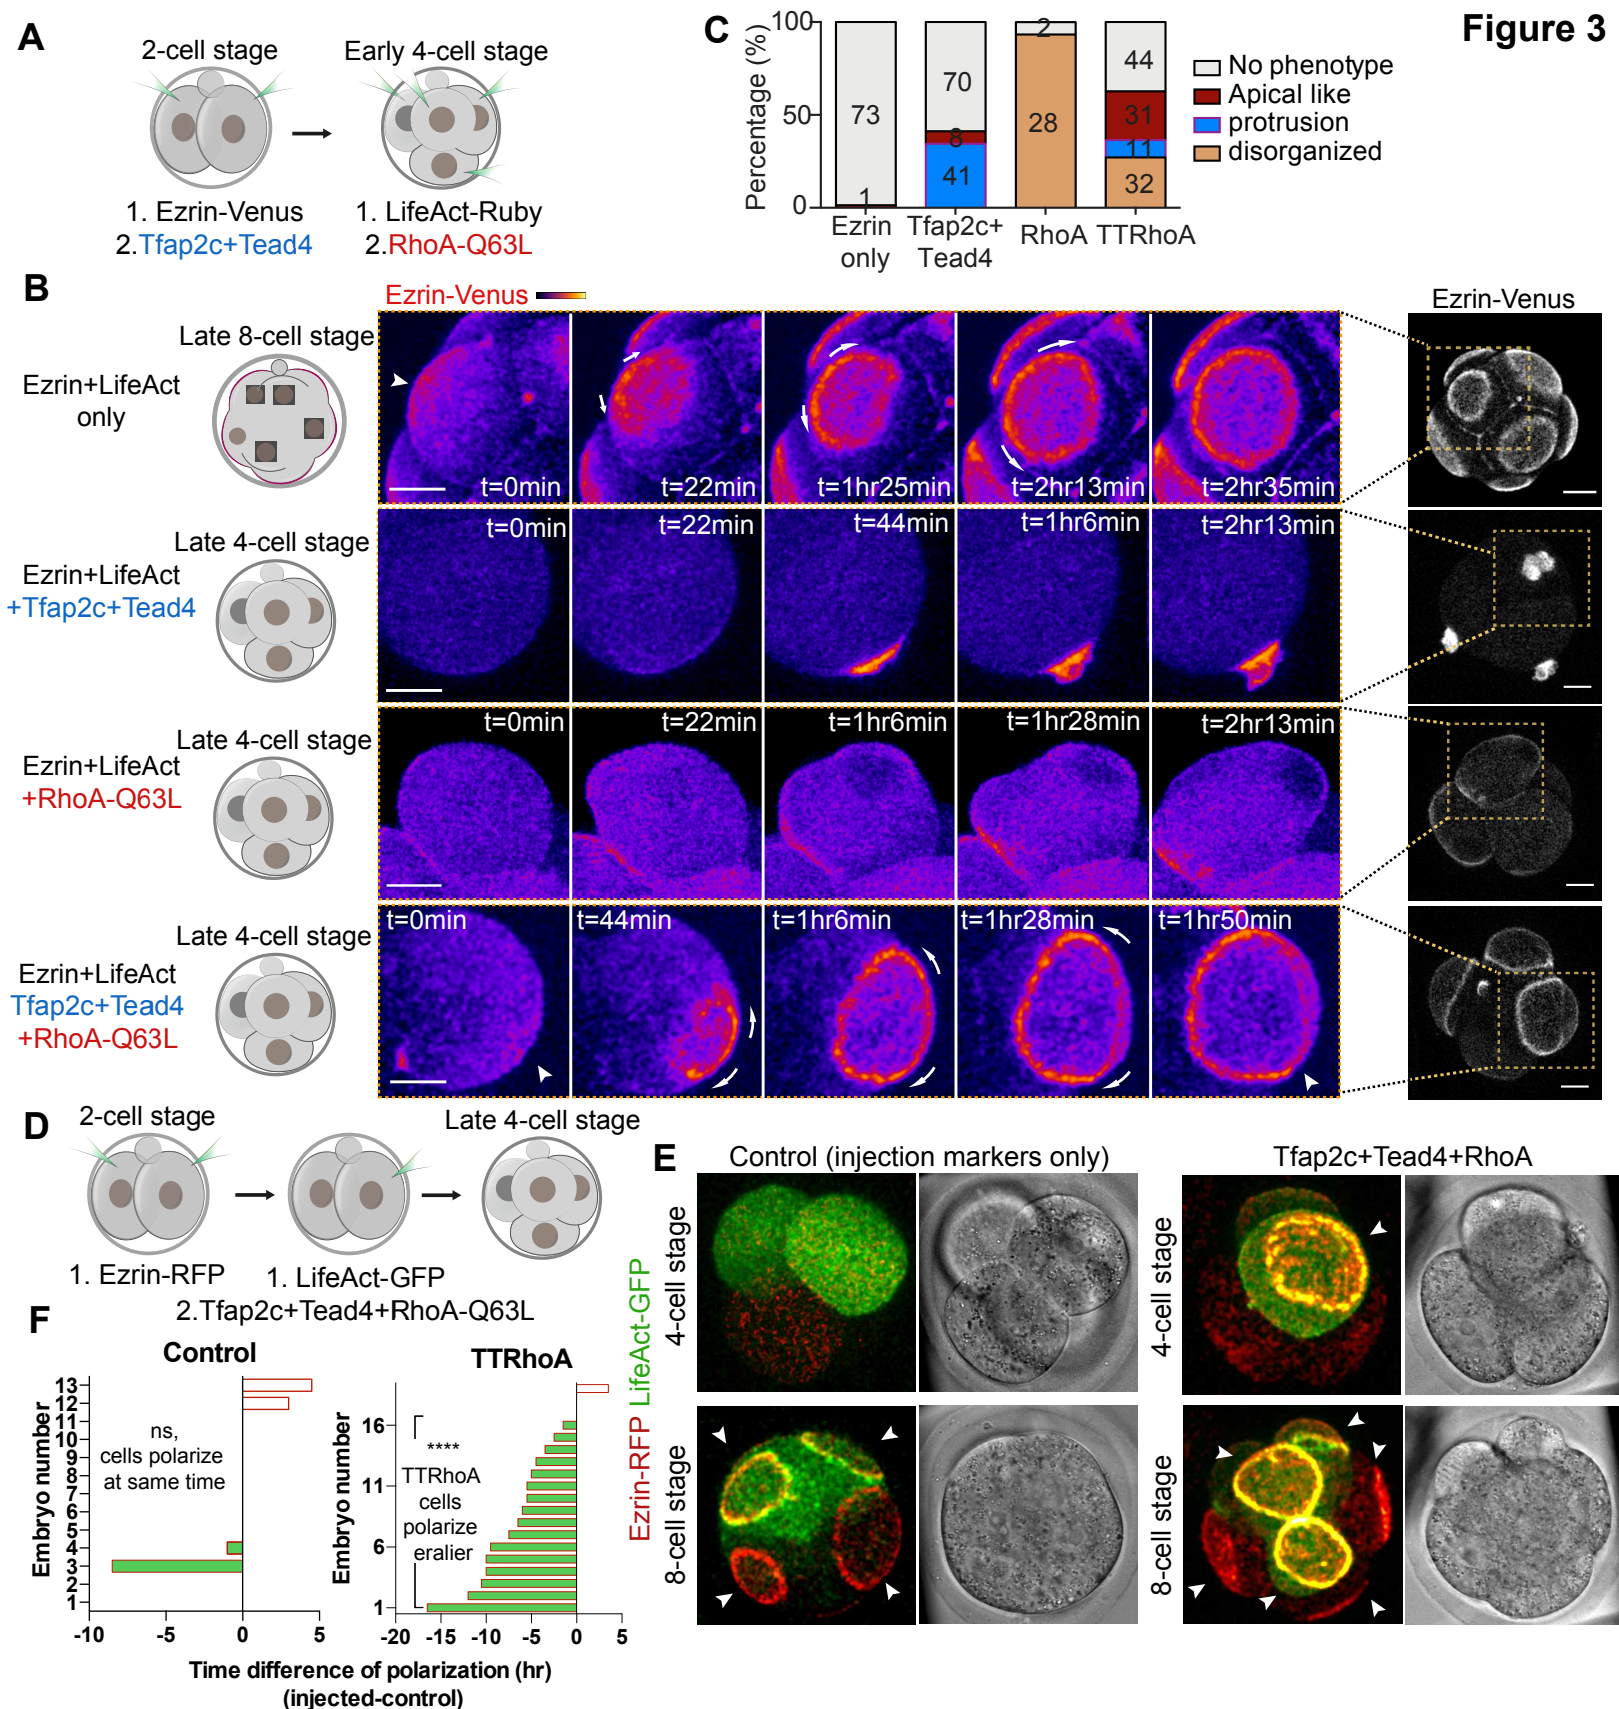 Figure 3
A
2-cell stage
Early 4-cell stage
1. Ezrin-Venus
2.Tfap2c+Tead4
1. LifeAct-Ruby
2.RhoA-Q63L
C
Percentage (%)
100
50
0
73
1
70
8
41
2
28
44
31
11
32
Ezrin
only
Tfap2c+
Tead4
RhoA
TTRhoA
No phenotype
Apical like
protrusion
disorganized
B
Ezrin-Venus
Ezrin-Venus
Late 8-cell stage
Ezrin+LifeAct
only
t=0min
t=22min
t=1hr25min
t=2hr13min
t=2hr35min
Late 4-cell stage
Ezrin+LifeAct
+Tfap2c+Tead4
t=0min
t=22min
t=44min
t=1hr6min
t=2hr13min
Late 4-cell stage
Ezrin+LifeAct
+RhoA-Q63L
t=0min
t=22min
t=1hr6min
t=1hr28min
t=2hr13min
Late 4-cell stage
Ezrin+LifeAct
Tfap2c+Tead4
+RhoA-Q63L
t=0min
t=44min
t=1hr6min
t=1hr28min
t=1hr50min
D
2-cell stage
Late 4-cell stage
1. Ezrin-RFP
1. LifeAct-GFP
2.Tfap2c+Tead4+RhoA-Q63L
E
Control (injection markers only)
Tfap2c+Tead4+RhoA
Ezrin-RFP LifeAct-GFP
4-cell stage
8-cell stage
4-cell stage
8-cell stage
F
Control
Embryo number
13
12
11
10
9
8
7
6
5
4
3
2
1
ns,
cells polarize
at same time
-10
-5
0
5
TTRhoA
Embryo number
16
11
6
1
****
TTRhoA
cells
polarize
eralier
-20
-15
-10
-5
0
5
Time difference of polarization (hr)
(injected-control)